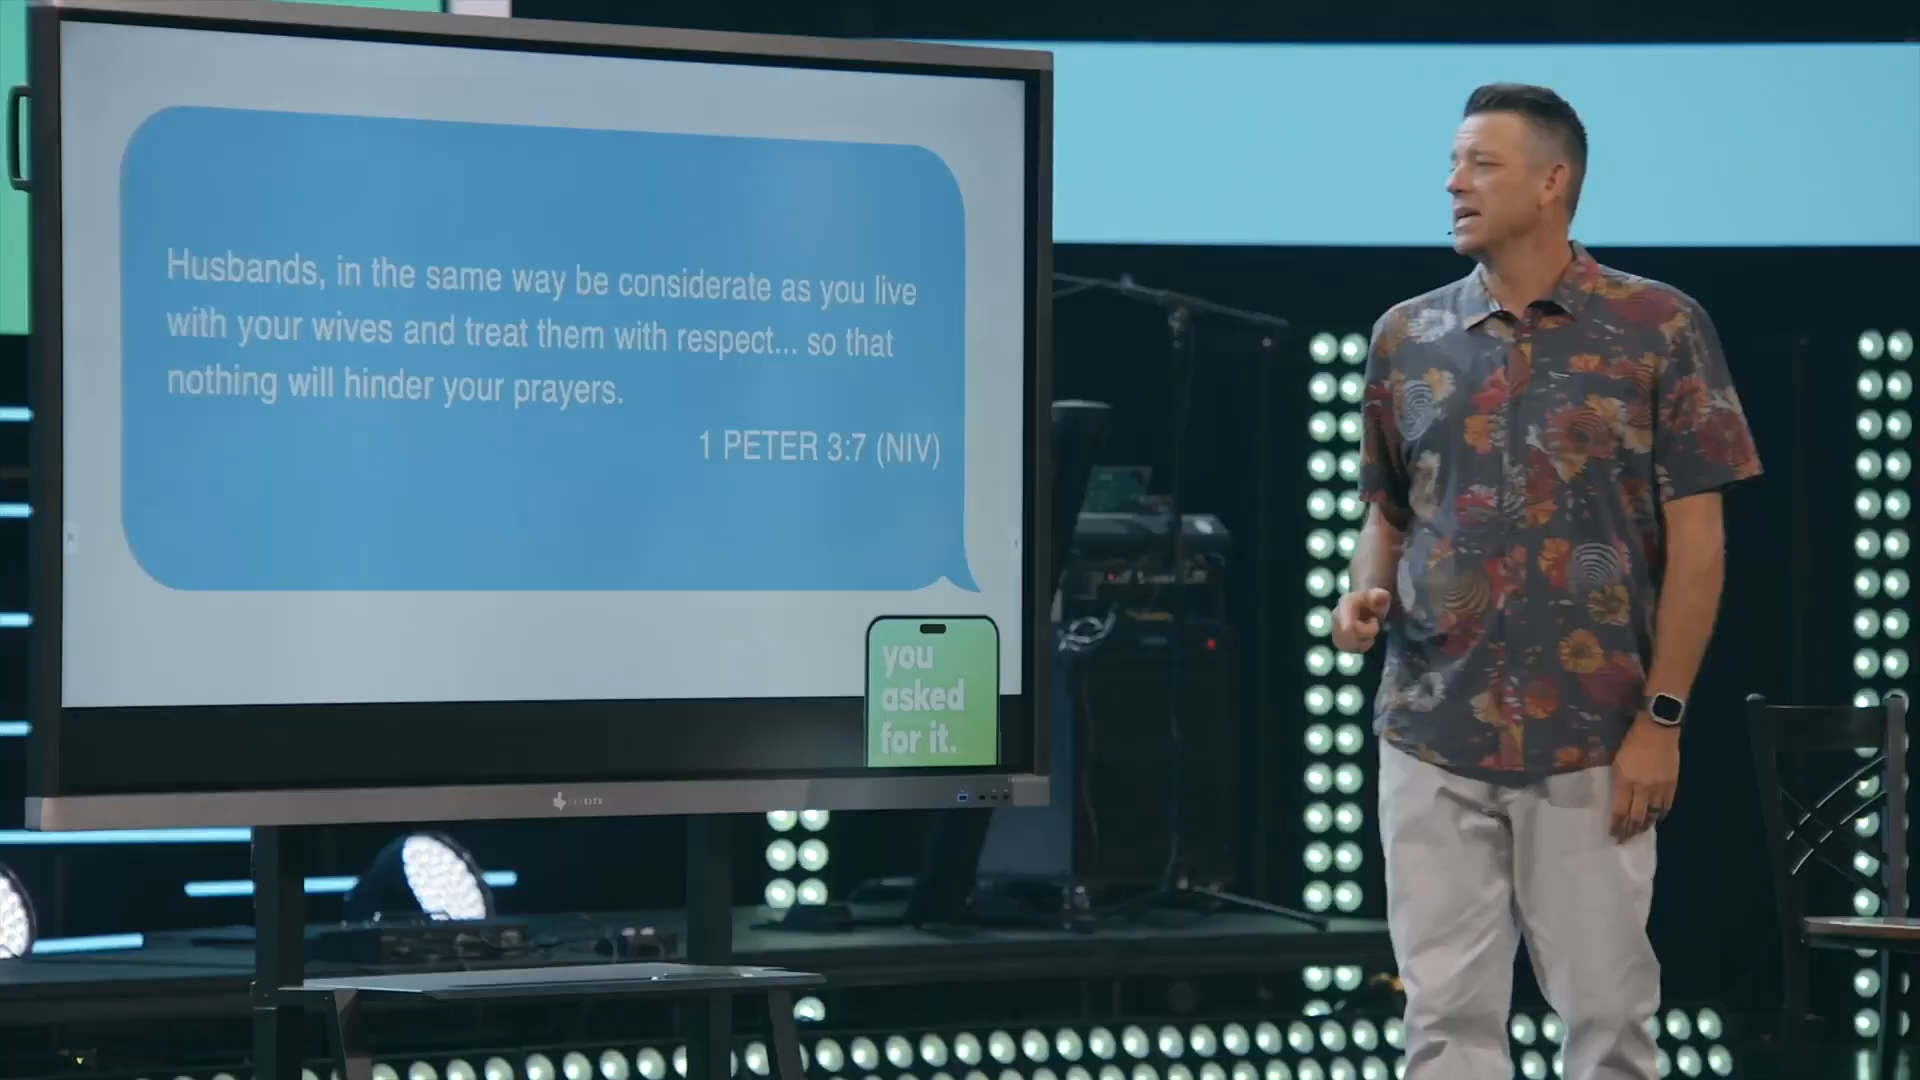 Husbands, in the same way be considerate as you live
with your wives and treat them with respect... so that
nothing will hinder your prayers.
1 PETER 3:7 (NIV)
you
asked
for it.